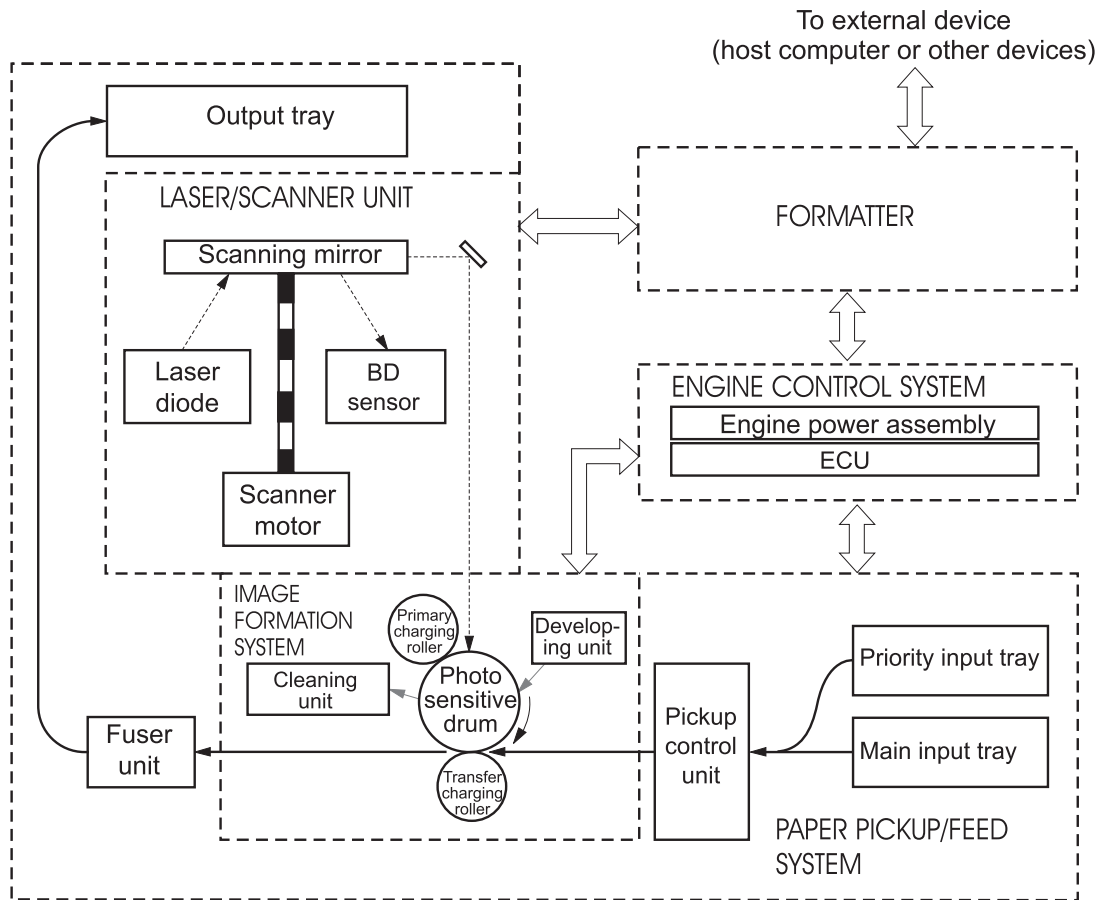 To external device
(host computer or other devices)
Output tray
LASER/SCANNER UNIT
Scanning mirror
Laser
diode
BD
sensor
Scanner
motor
FORMATTER
ENGINE CONTROL SYSTEM
Engine power assembly
ECU
IMAGE
FORMATION
SYSTEM
Primary
charging
roller
Develop-
ing unit
Cleaning
unit
Photo
sensitive
drum
Transfer
charging
roller
Fuser
unit
Pickup
control
unit
Priority input tray
Main input tray
PAPER PICKUP/FEED
SYSTEM